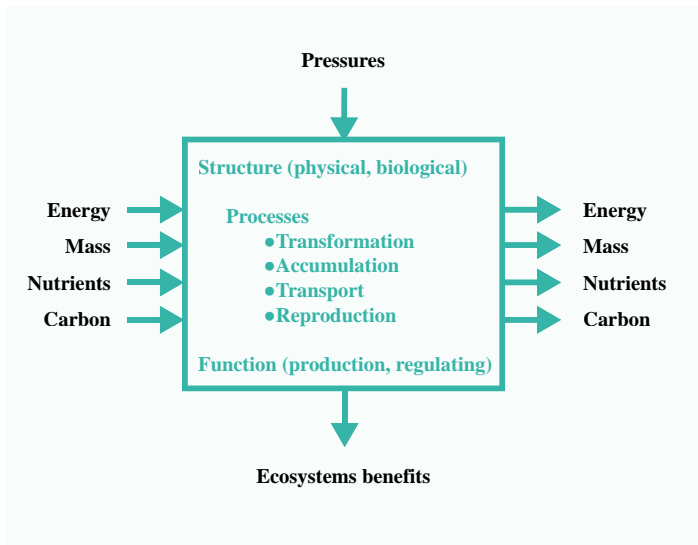 Pressures
Structure (physical, biological)
Energy
Mass
Nutrients
Carbon
Processes
●Transformation
●Accumulation
●Transport
●Reproduction
Energy
Mass
Nutrients
Carbon
Function (production, regulating)
Ecosystems benefits